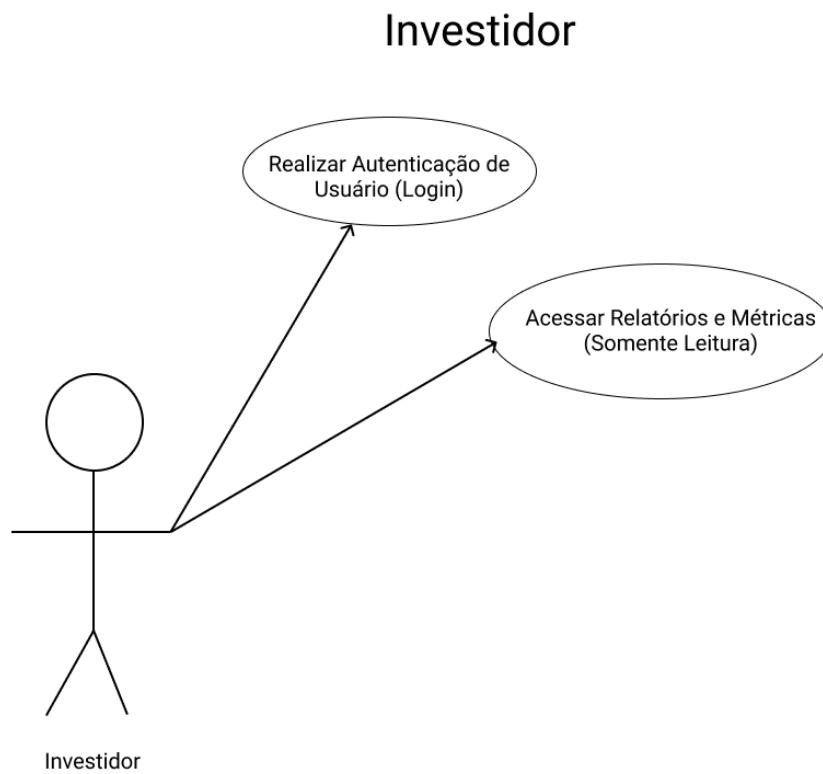 Investidor
Realizar Autenticação de
Usuário (Login)
Acessar Relatórios e Métricas
(Somente Leitura)
Investidor